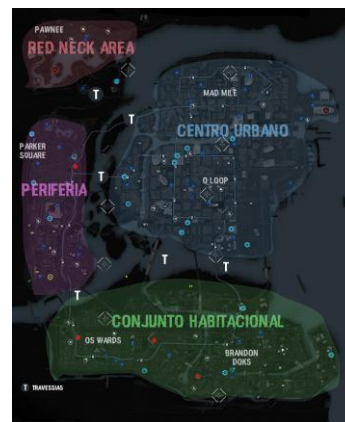 PAWNEE
RED NECK AREA
T
T
MAD MILE
CENTRO URBANO
PARKER
SQUARE
PERIFERIA
O LOOP
T
T
T
CONJUNTO HABITACIONAL
OS WARDS
BRANDON
DOKS
T TRAVESSIAS